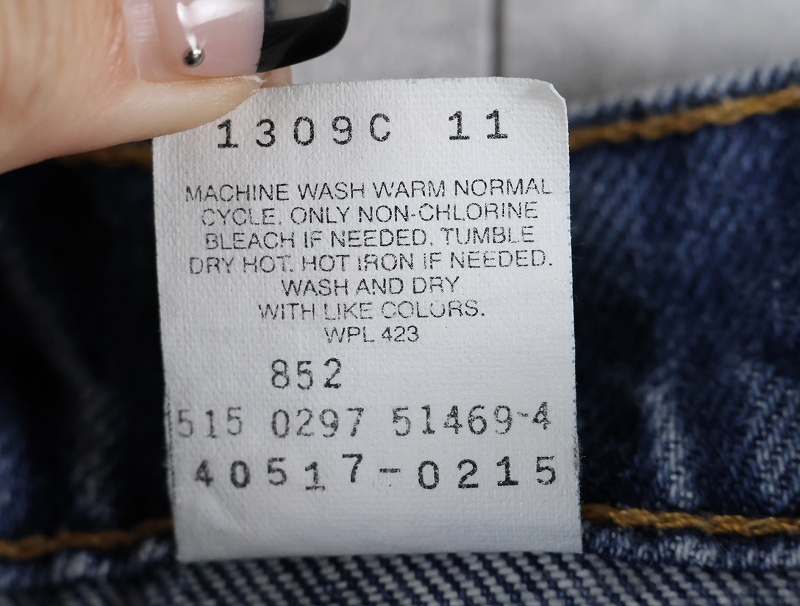 1309C 11
MACHINE WASH WARM NORMAL
CYCLE. ONLY NON-CHLORINE
BLEACH IF NEEDED. TUMBLE
DRY HOT. HOT IRON IF NEEDED.
WASH AND DRY
WITH LIKE COLORS.
WPL 423
852
515 0297 51469-4
40517-0215